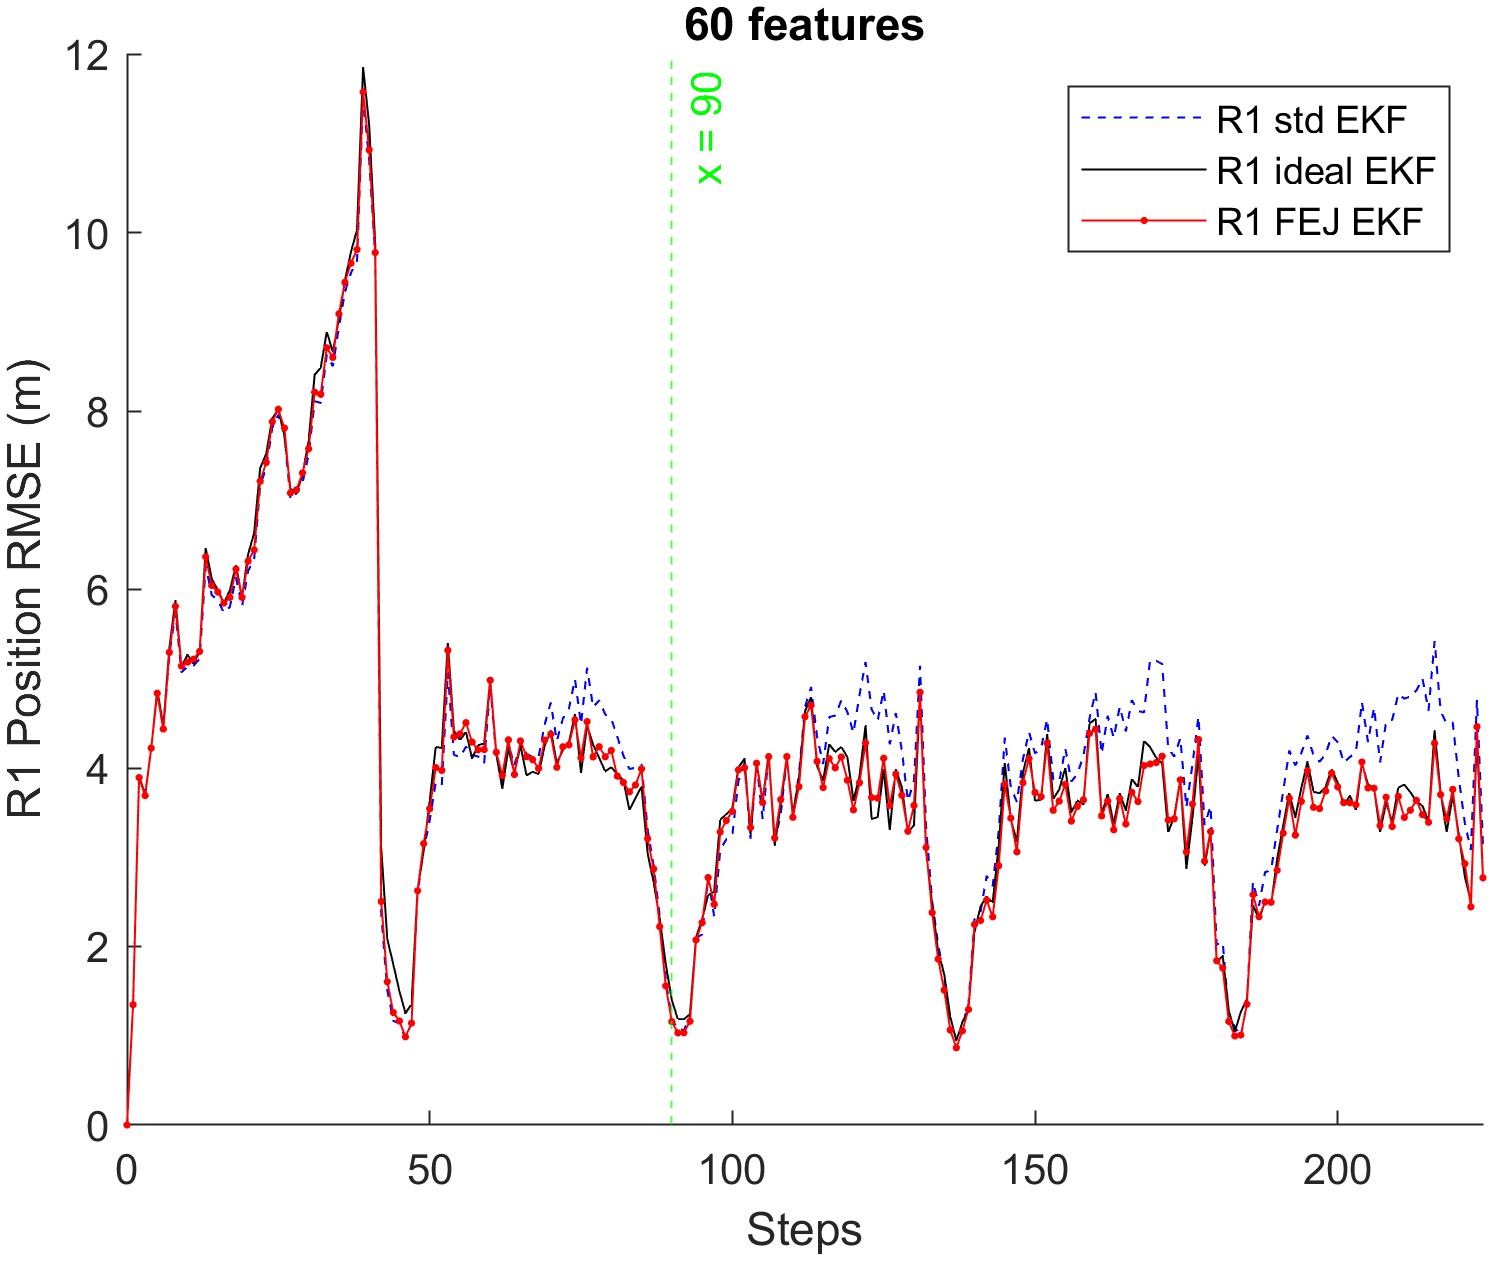 60 features
x = 90
R1 std EKF
R1 ideal EKF
R1 FEJ EKF
R1 Position RMSE (m)
12
10
8
6
4
2
0
0 50 100 150 200
Steps